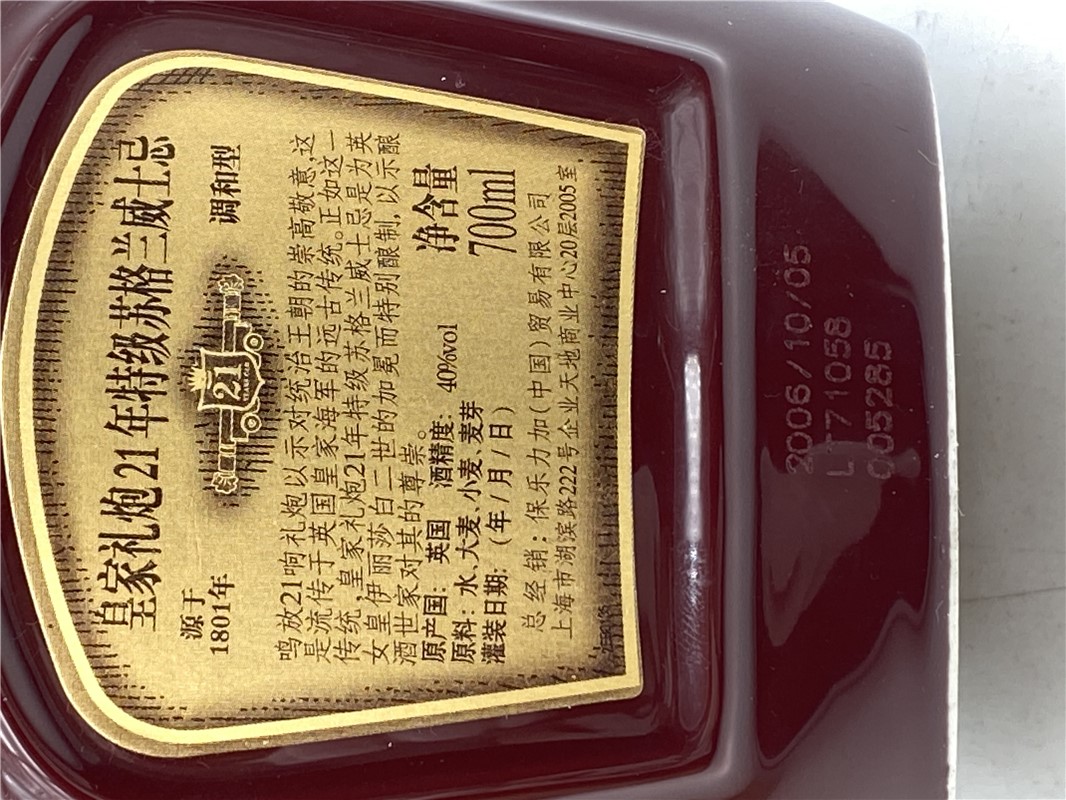 皇家礼炮21年特级苏格兰威士忌
源于
1801年
21
调和型
鸣放21响礼炮以示对统治王朝的崇高敬意,这
是流传于英国皇家海军的远古传统。正如这一
传统,皇家礼炮21年特级苏格兰威士忌是为英
女皇伊丽莎白二世的加冕而特别酿制,以示酿
酒世家对其的尊崇。
原产国: 英国 酒精度: 40%vol
原料: 水、大麦、小麦、麦芽
灌装日期: (年/月/日)
净含量
700ml
总经销: 保乐力加(中国)贸易有限公司
上海市湖滨路222号企业天地商业中心20层2005室,
2006/10/05
LT71058
005285